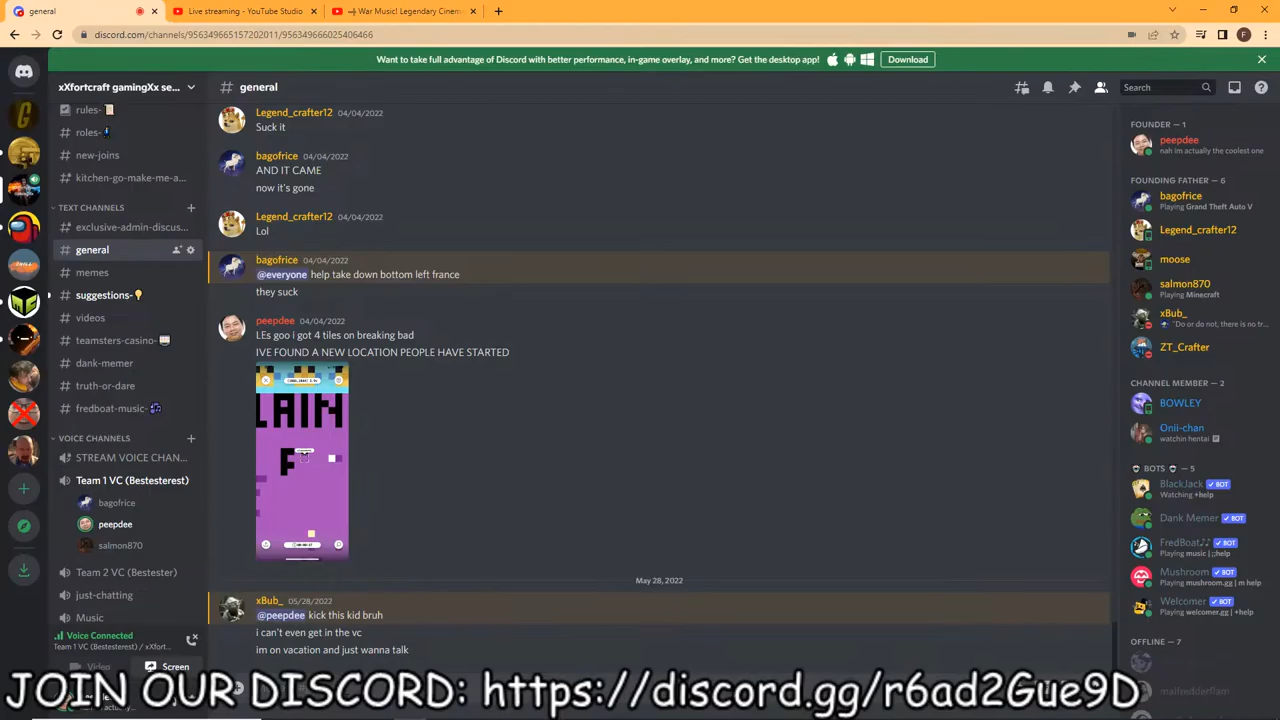 general
Live streaming - YouTube Studio
War Music! Legendary Cinem
discord.com/channels/956349665157202011/956349666025406466
F
Want to take full advantage of Discord with better performance, in-game overlay, and more? Get the desktop app!
Download
xXfortcraft gamingXx se...
# general
Search
# rules-
# roles-
# new-joins
# kitchen-go-make-me-a...
TEXT CHANNELS
# exclusive-admin-discus...
# general
# memes
# suggestions-
# videos
# teamsters-casino-
# dank-memer
# truth-or-dare
# fredboat-music-
VOICE CHANNELS
STREAM VOICE CHAN...
Team 1 VC (Bestesterest)
bagofrice
peepdee
salmon870
Team 2 VC (Bestester)
just-chatting
Music
Voice Connected
Team 1 VC (Bestesterest) / xXfort...
Video
Screen
Legend_crafter12 04/04/2022
Suck it
bagofrice 04/04/2022
AND IT CAME
now it's gone
Legend_crafter12 04/04/2022
Lol
bagofrice 04/04/2022
@everyone help take down bottom left france
they suck
peepdee 04/04/2022
LEs goo i got 4 tiles on breaking bad
IVE FOUND A NEW LOCATION PEOPLE HAVE STARTED
LAIN
F
May 28, 2022
xBub_ 05/28/2022
@peepdee kick this kid bruh
i can't even get in the vc
im on vacation and just wanna talk
FOUNDER — 1
peepdee
nah im actually the coolest one
FOUNDING FATHER — 6
bagofrice
Playing Grand Theft Auto V
Legend_crafter12
moose
salmon870
Playing Minecraft
xBub_
"Do or do not, there is no tr...
ZT_Crafter
CHANNEL MEMBER — 2
BOWLEY
Onii-chan
watchin hentai
BOTS — 5
BlackJack BOT
Watching +help
Dank Memer BOT
FredBoat♪♪ BOT
Playing music | ;;help
Mushroom BOT
Playing mushroom.gg | m help
Welcomer BOT
Playing welcomer.gg | +help
OFFLINE — 7
malfredderflam
JOIN OUR DISCORD: https://discord.gg/r6ad2Gue9D